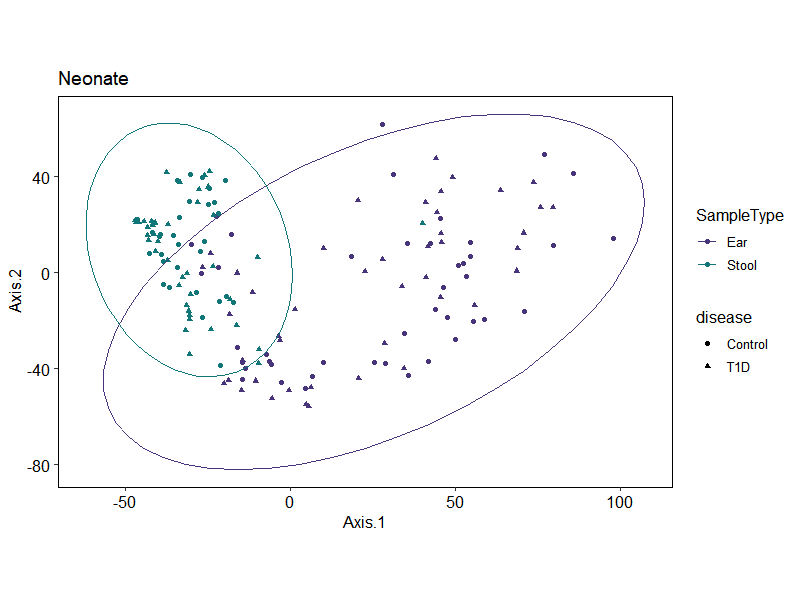 Neonate
Axis.2
40
0
-40
-80
-50
0
50
100
Axis.1
SampleType
Ear
Stool
disease
Control
T1D